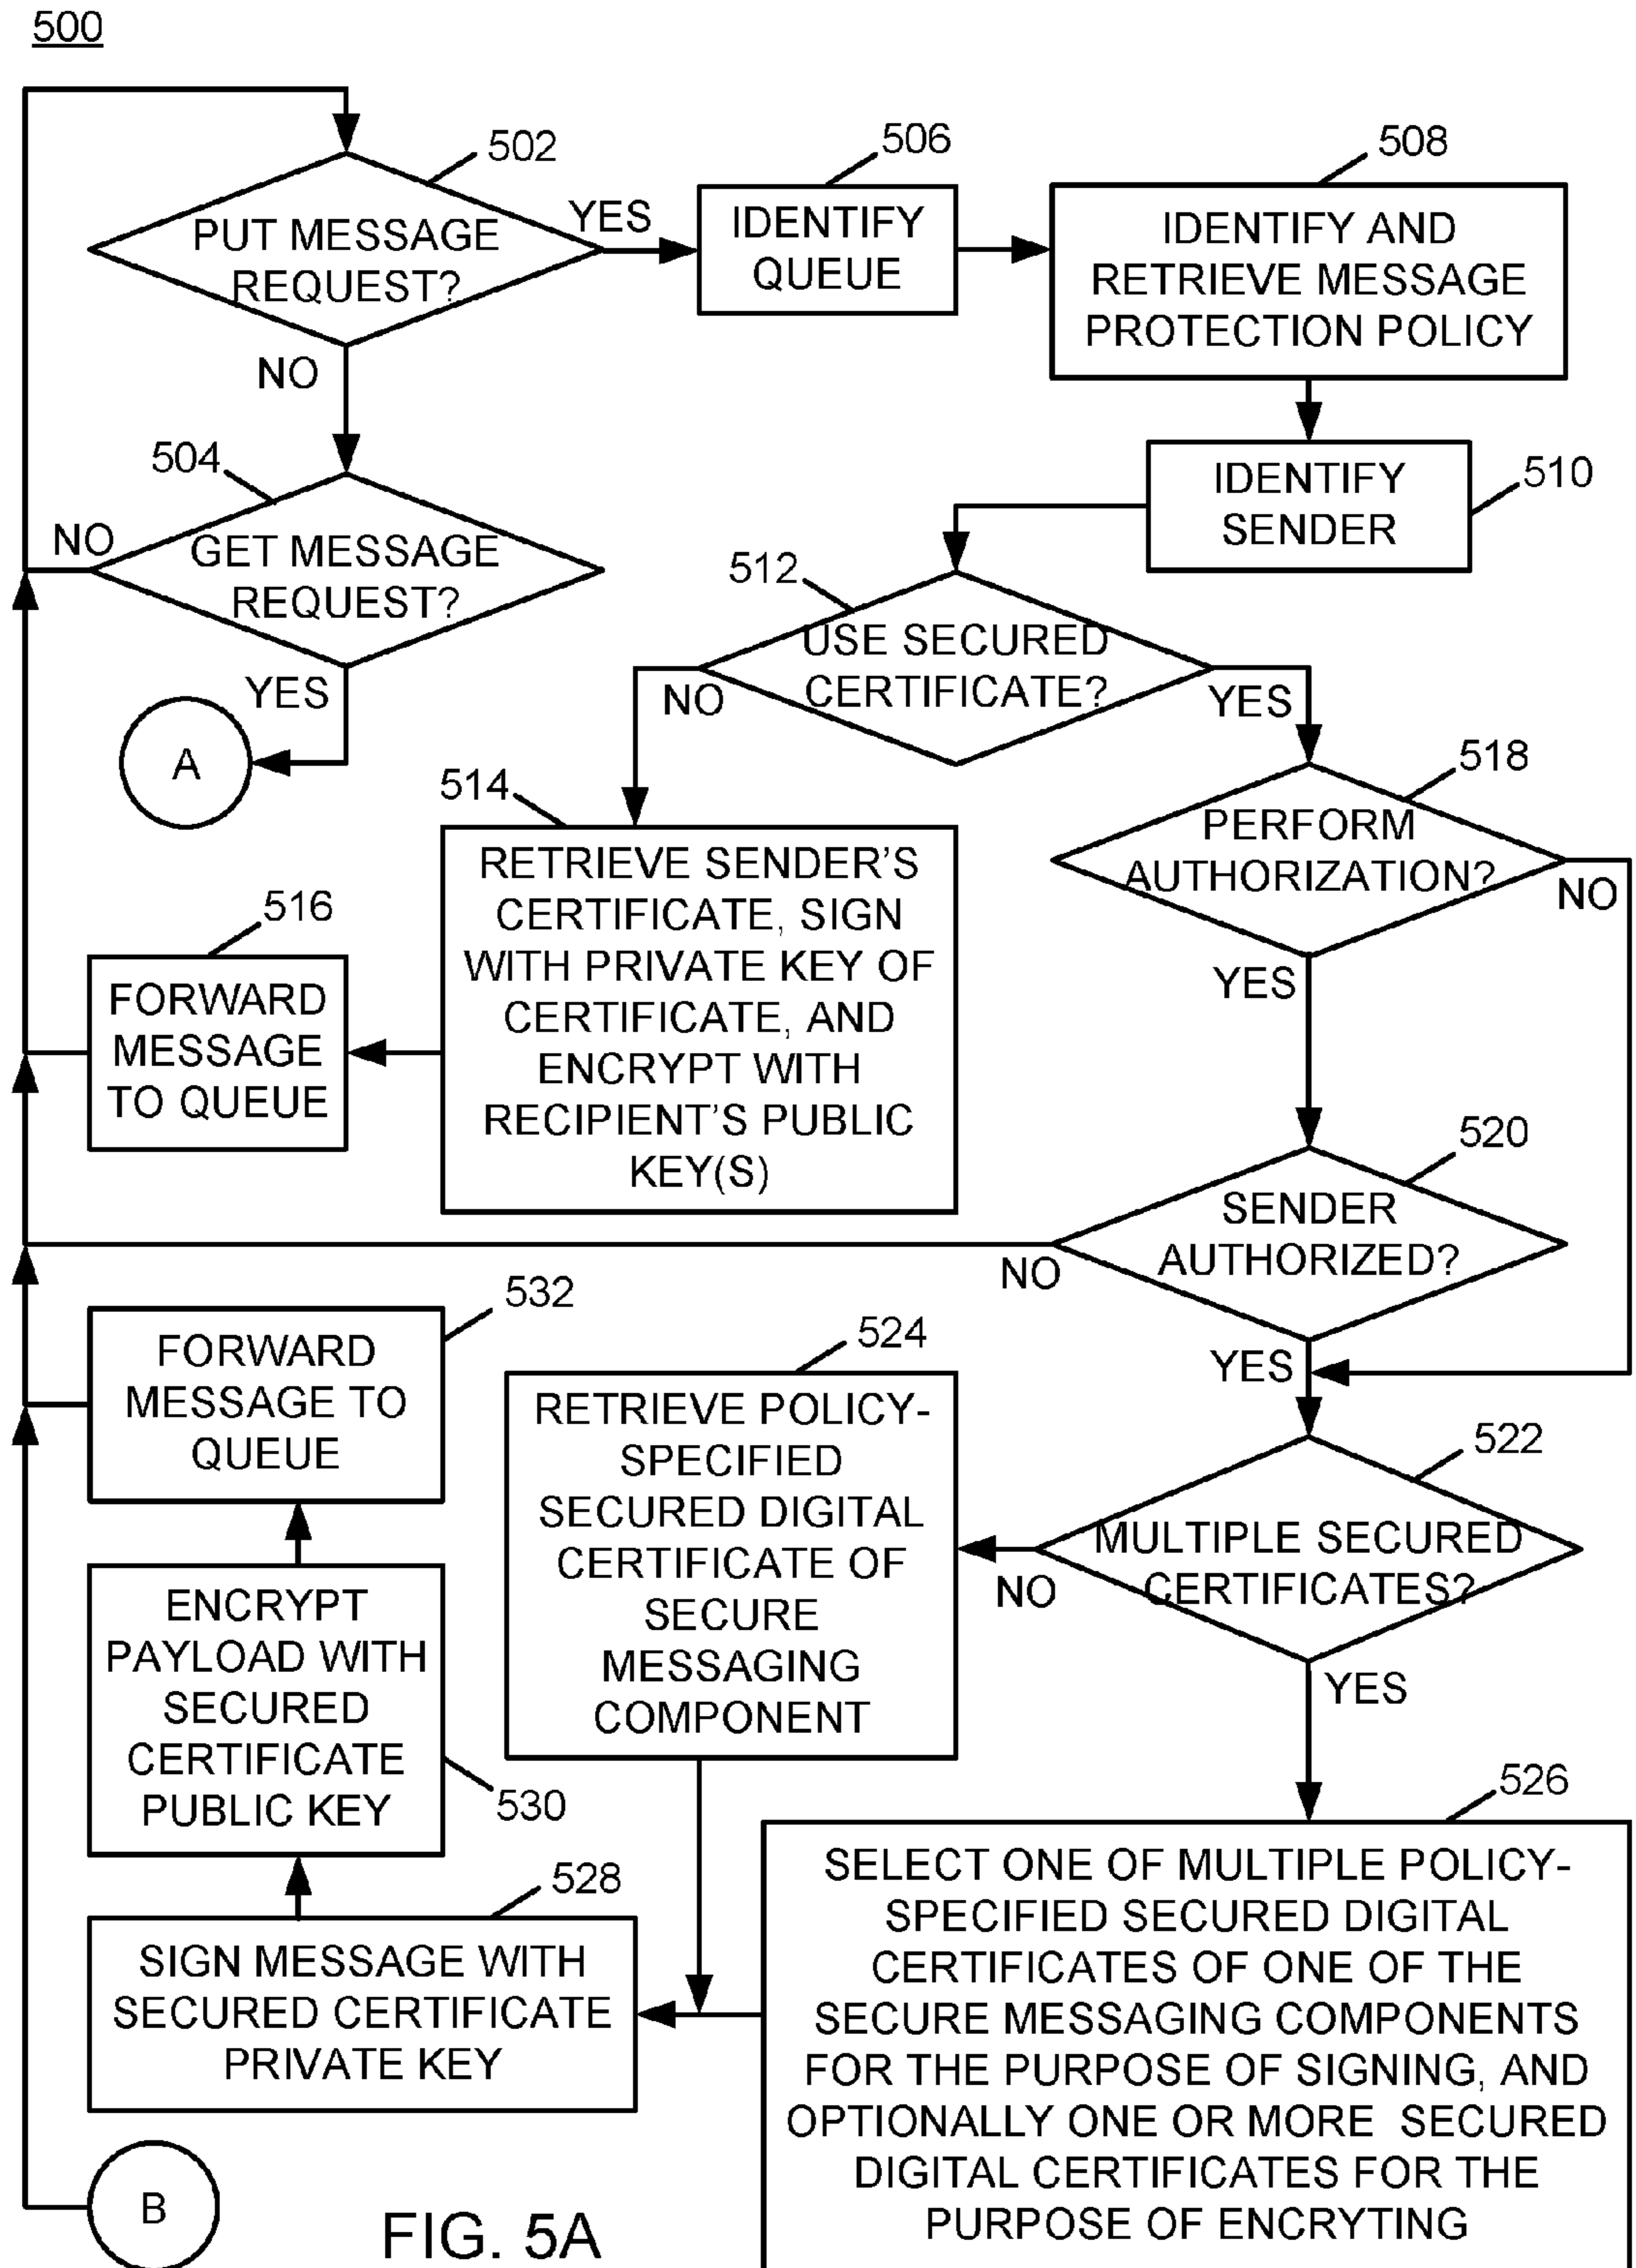 500
502
PUT MESSAGE
REQUEST?
YES
NO
506
IDENTIFY
QUEUE
508
IDENTIFY AND
RETRIEVE MESSAGE
PROTECTION POLICY
504
GET MESSAGE
REQUEST?
NO
YES
A
510
IDENTIFY
SENDER
512
USE SECURED
CERTIFICATE?
NO
YES
514
RETRIEVE SENDER'S
CERTIFICATE, SIGN
WITH PRIVATE KEY OF
CERTIFICATE, AND
ENCRYPT WITH
RECIPIENT'S PUBLIC
KEY(S)
516
FORWARD
MESSAGE
TO QUEUE
518
PERFORM
AUTHORIZATION?
NO
YES
520
SENDER
AUTHORIZED?
NO
YES
522
MULTIPLE SECURED
CERTIFICATES?
NO
YES
524
RETRIEVE POLICY-
SPECIFIED
SECURED DIGITAL
CERTIFICATE OF
SECURE
MESSAGING
COMPONENT
526
SELECT ONE OF MULTIPLE POLICY-
SPECIFIED SECURED DIGITAL
CERTIFICATES OF ONE OF THE
SECURE MESSAGING COMPONENTS
FOR THE PURPOSE OF SIGNING, AND
OPTIONALLY ONE OR MORE SECURED
DIGITAL CERTIFICATES FOR THE
PURPOSE OF ENCRYTING
532
FORWARD
MESSAGE TO
QUEUE
ENCRYPT
PAYLOAD WITH
SECURED
CERTIFICATE
PUBLIC KEY
530
528
SIGN MESSAGE WITH
SECURED CERTIFICATE
PRIVATE KEY
B
FIG. 5A